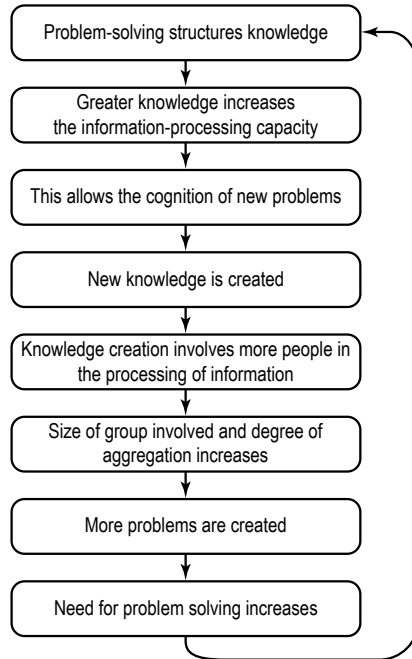 Problem-solving structures knowledge
Greater knowledge increases
the information-processing capacity
This allows the cognition of new problems
New knowledge is created
Knowledge creation involves more people in
the processing of information
Size of group involved and degree of
aggregation increases
More problems are created
Need for problem solving increases